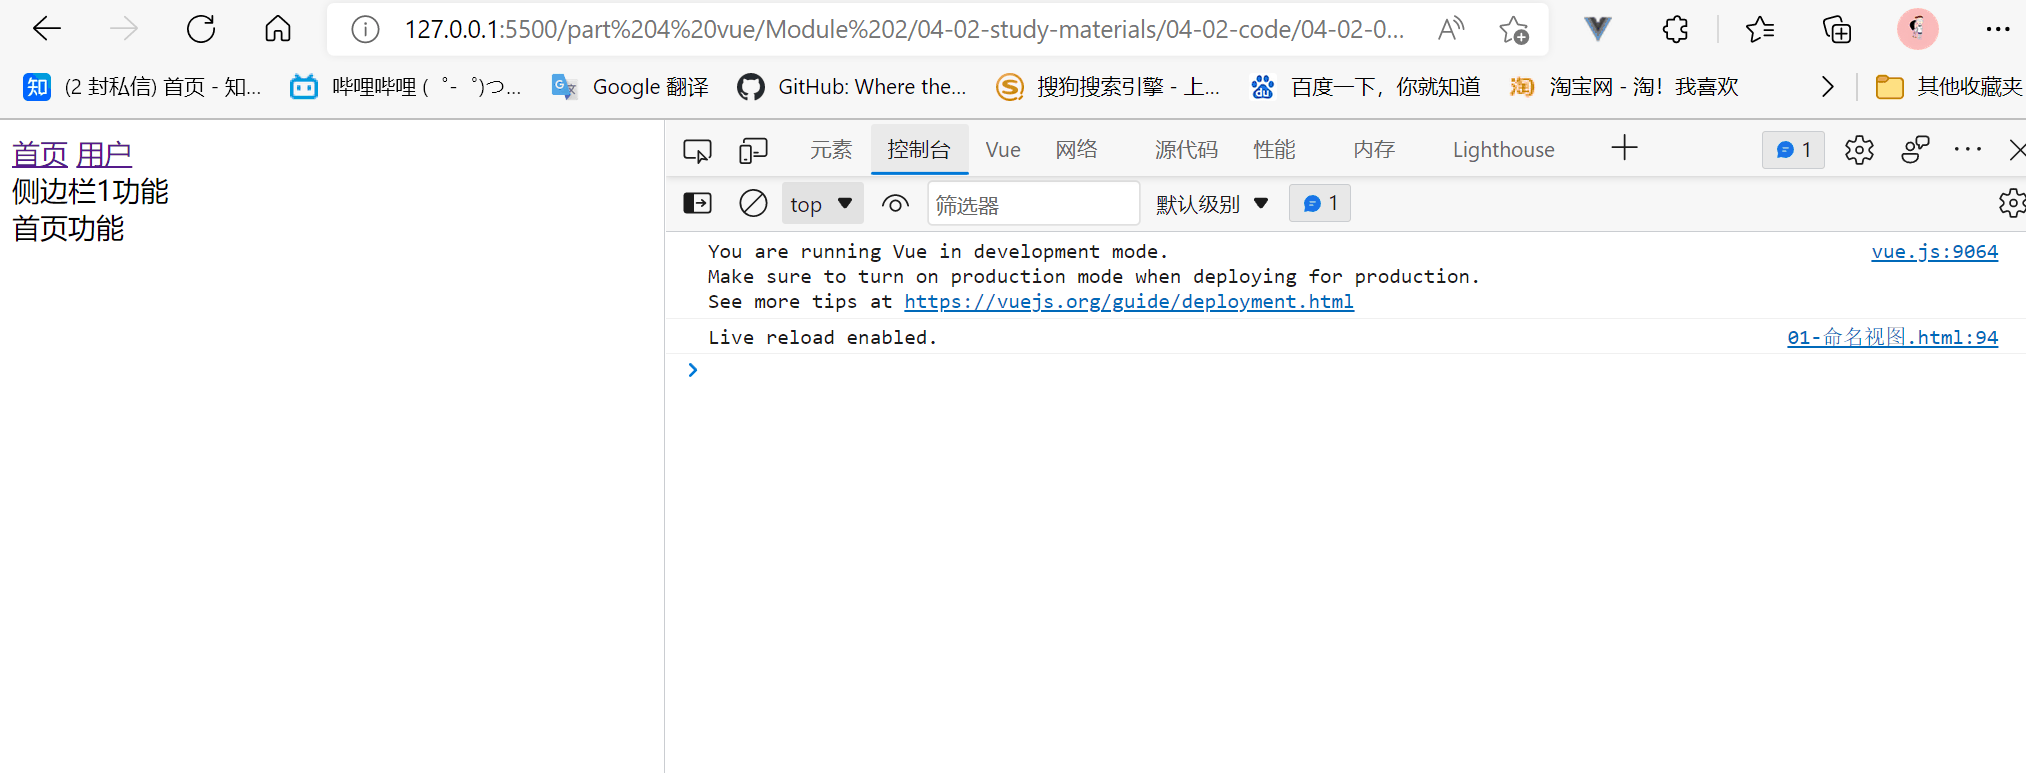 127.0.0.1:5500/part%204%20vue/Module%202/04-02-study-materials/04-02-code/04-02-0...
(2 封私信) 首页 - 知... 哔哩哔哩 ( ゜- ゜)つ... Google 翻译 GitHub: Where the... 搜狗搜索引擎 - 上... 百度一下，你就知道 淘宝网 - 淘！我喜欢 其他收藏夹
首页 用户
侧边栏1功能
首页功能
元素 控制台 Vue 网络 源代码 性能 内存 Lighthouse 1
top 筛选器 默认级别 1
You are running Vue in development mode. vue.js:9064
Make sure to turn on production mode when deploying for production.
See more tips at https://vuejs.org/guide/deployment.html
Live reload enabled. 01-命名视图.html:94